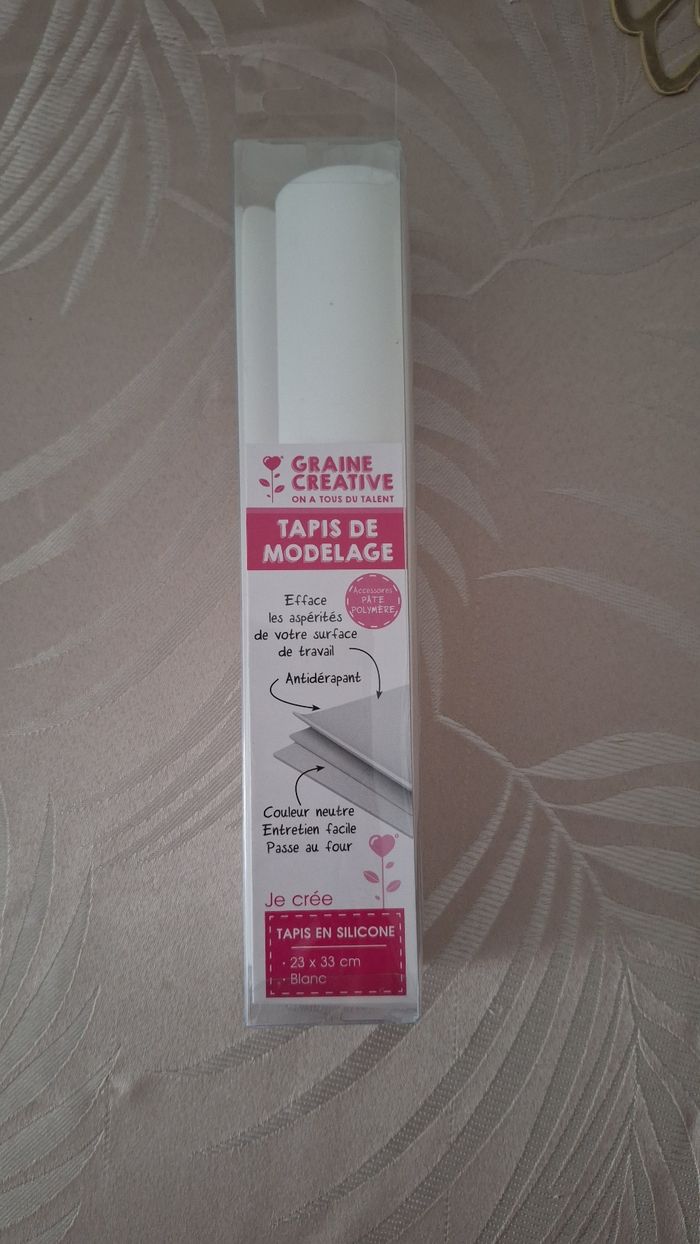 GRAINE
CREATIVE
ON A TOUS DU TALENT
TAPIS DE
MODELAGE
Accessoires
PÂTE
POLYMÈRE
Efface
les aspérités
de votre surface
de travail
Antidérapant
Couleur neutre
Entretien facile
Passe au four
Je crée
TAPIS EN SILICONE
· 23 x 33 cm
· Blanc